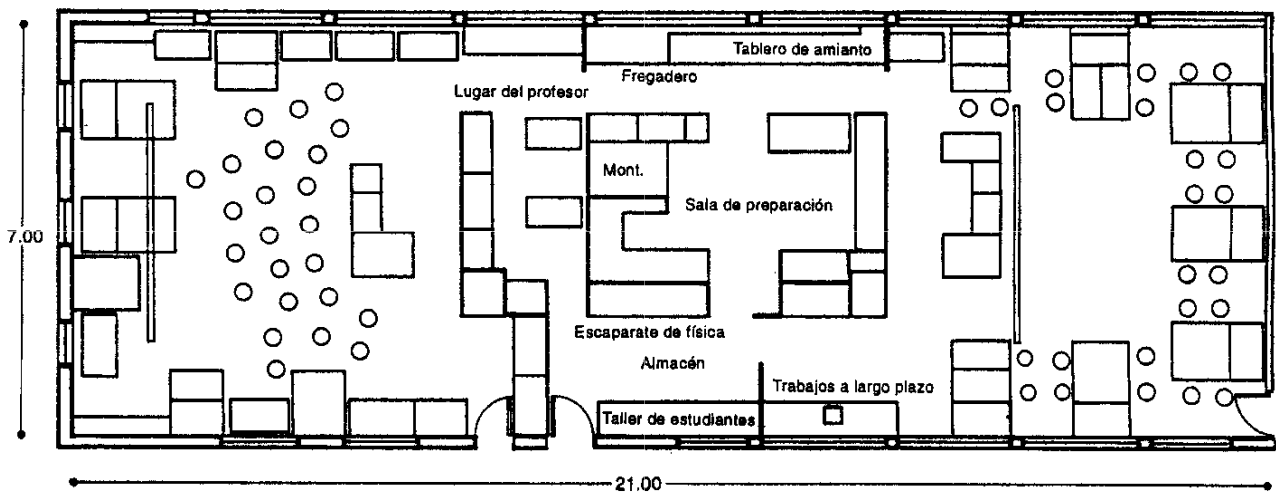 Tablero de amianto
Fregadero
Lugar del profesor
Mont.
Sala de preparación
7.00
Escaparate de física
Almacén
Trabajos a largo plazo
Taller de estudiantes
21.00